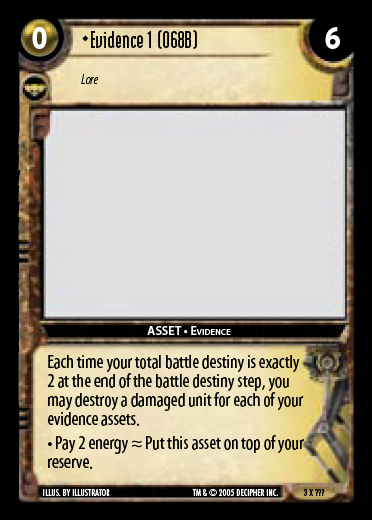 0
•Evidence 1 (068B)
6
Lore
ASSET • EVIDENCE
Each time your total battle destiny is exactly
2 at the end of the battle destiny step, you
may destroy a damaged unit for each of your
evidence assets.
• Pay 2 energy ≈ Put this asset on top of your
reserve.
ILLUS. BY ILLUSTRATOR
TM & © 2005 DECIPHER INC.
3 X ???